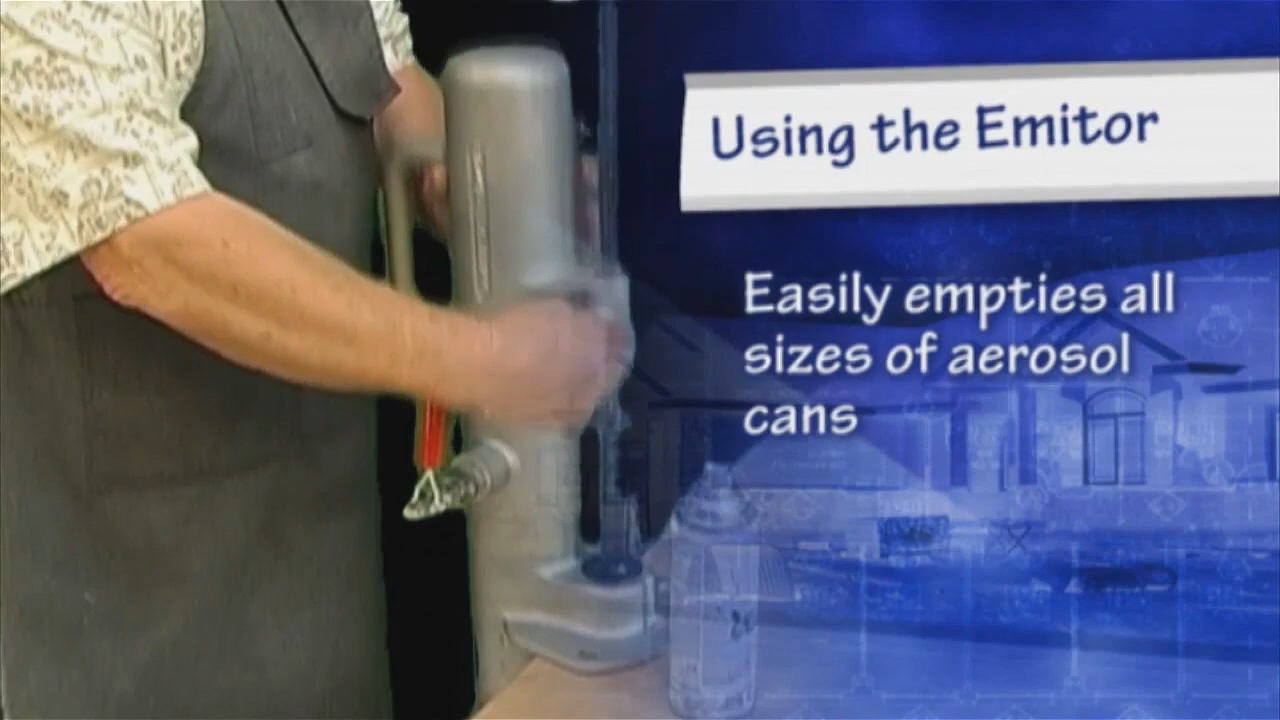 Using the Emitor
Easily empties all
sizes of aerosol
cans